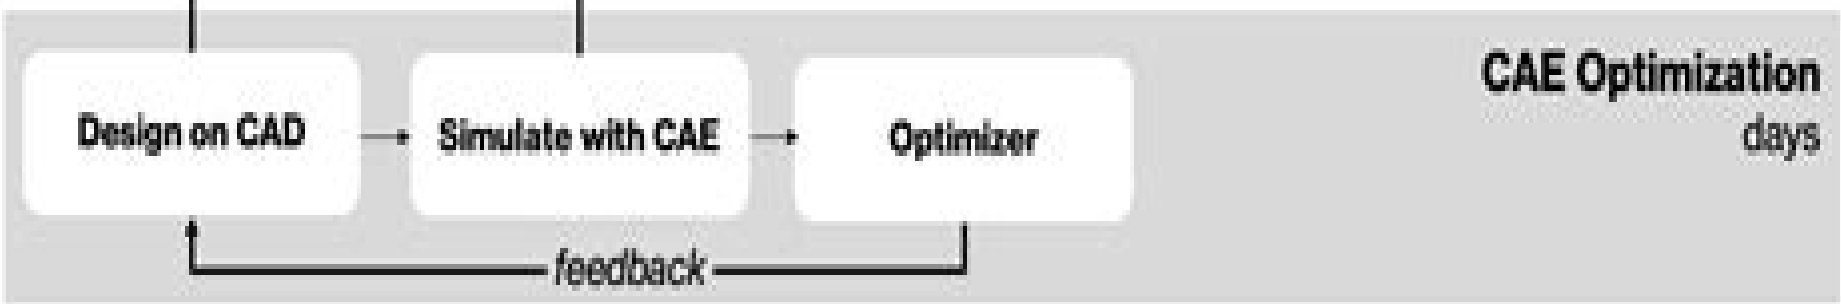 Design on CAD
Simulate with CAE
Optimizer
CAE Optimization
days
feedback